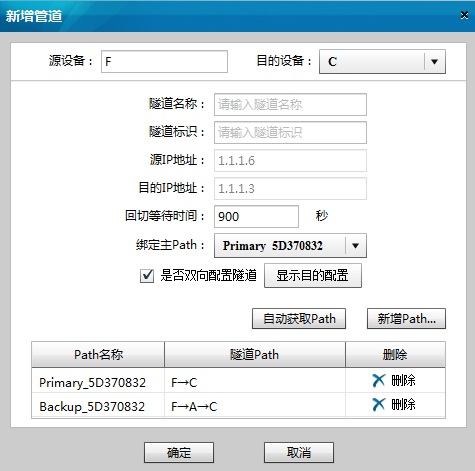 新增管道
源设备： F 目的设备： C
隧道名称： 请输入隧道名称
隧道标识： 请输入隧道标识
源IP地址： 1.1.1.6
目的IP地址： 1.1.1.3
回切等待时间： 900 秒
绑定主Path： Primary_5D370832
是否双向配置隧道 显示目的配置
自动获取Path 新增Path...
Path名称 隧道Path 删除
Primary_5D370832 F→C 删除
Backup_5D370832 F→A→C 删除
确定 取消